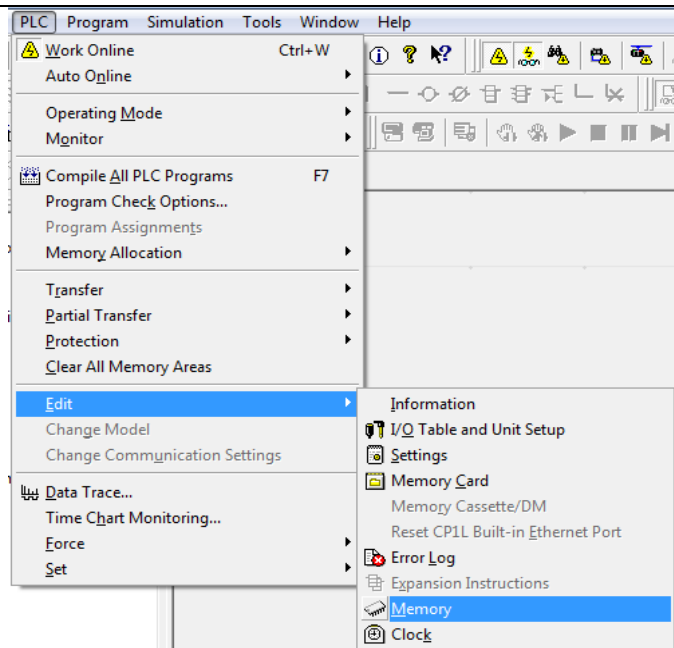 PLC Program Simulation Tools Window Help
Work Online Ctrl+W
Auto Online
Operating Mode
Monitor
Compile All PLC Programs F7
Program Check Options...
Program Assignments
Memory Allocation
Transfer
Partial Transfer
Protection
Clear All Memory Areas
Edit
Change Model
Change Communication Settings
Data Trace...
Time Chart Monitoring...
Force
Set
Information
I/O Table and Unit Setup
Settings
Memory Card
Memory Cassette/DM
Reset CP1L Built-in Ethernet Port
Error Log
Expansion Instructions
Memory
Clock